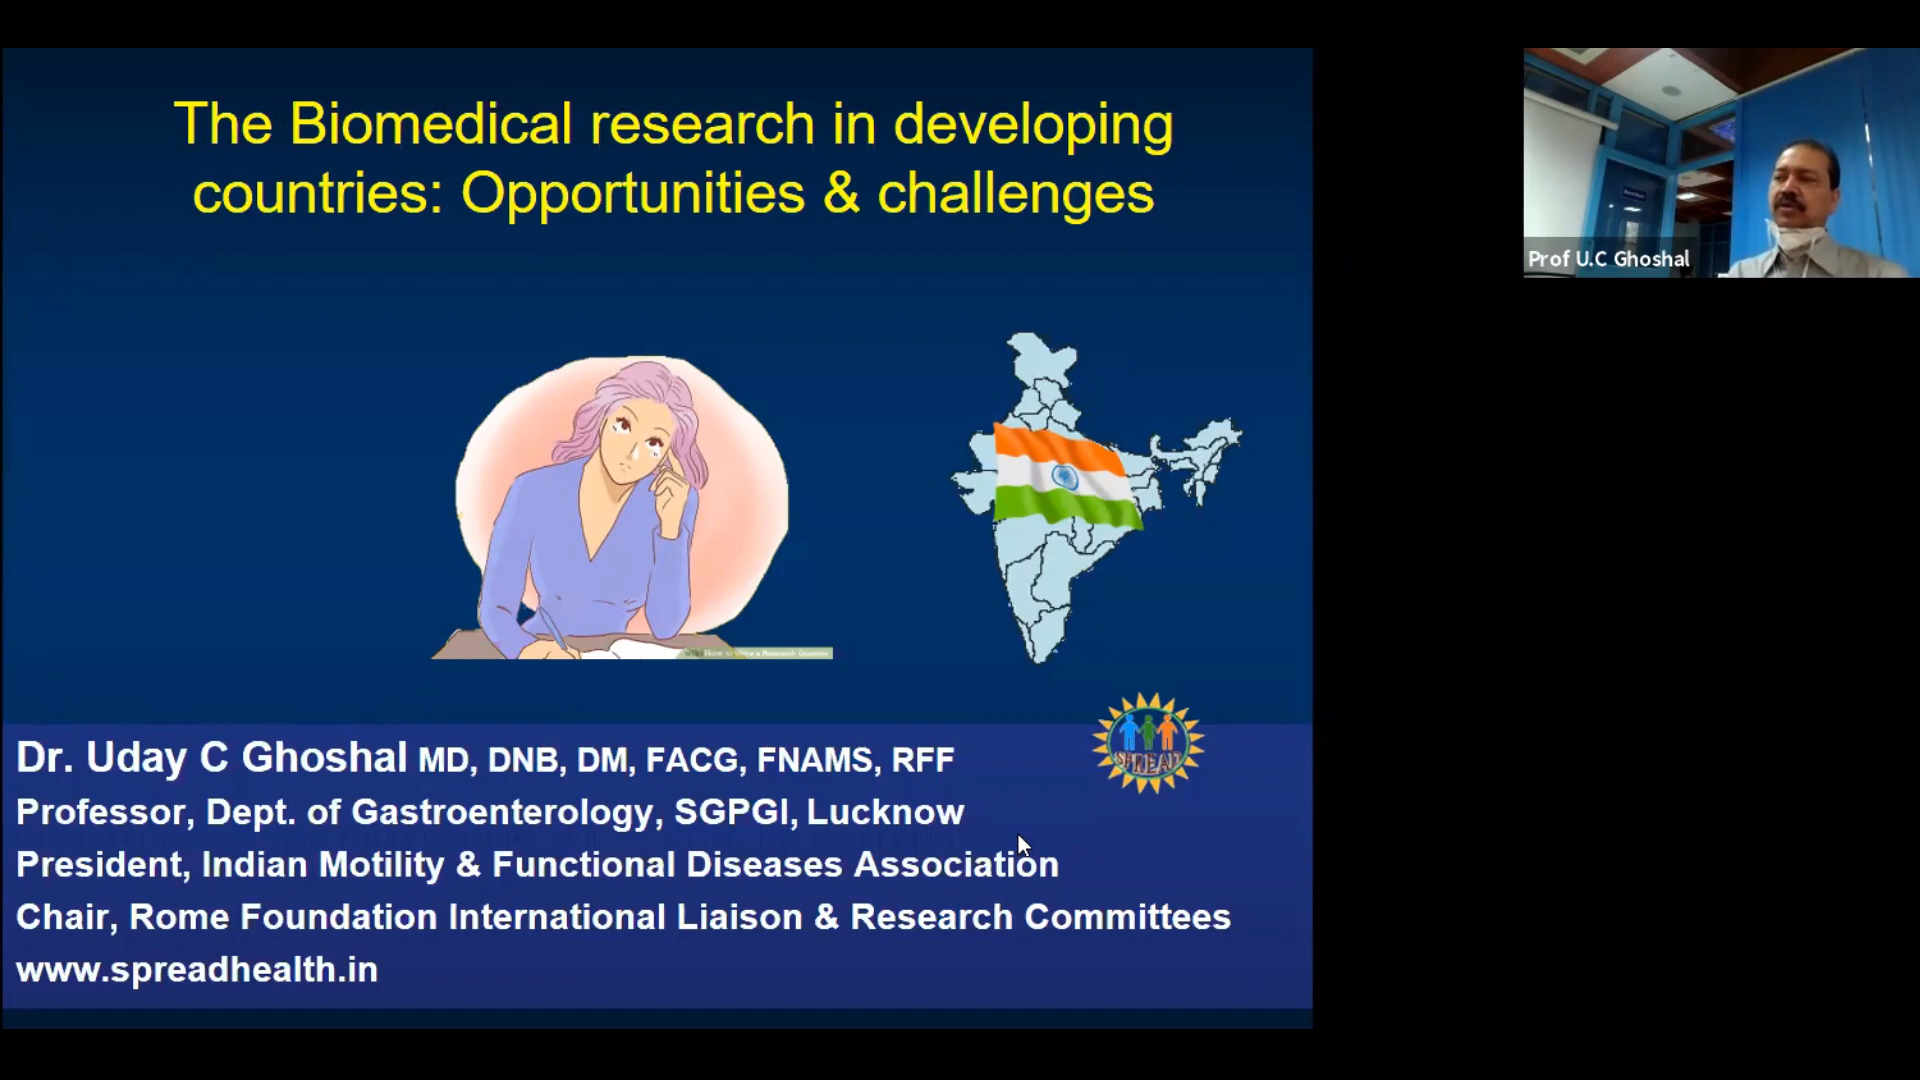 The Biomedical research in developing
countries: Opportunities & challenges
Prof U.C Ghoshal
SPREAD
Dr. Uday C Ghoshal MD, DNB, DM, FACG, FNAMS, RFF
Professor, Dept. of Gastroenterology, SGPGI, Lucknow
President, Indian Motility & Functional Diseases Association
Chair, Rome Foundation International Liaison & Research Committees
www.spreadhealth.in